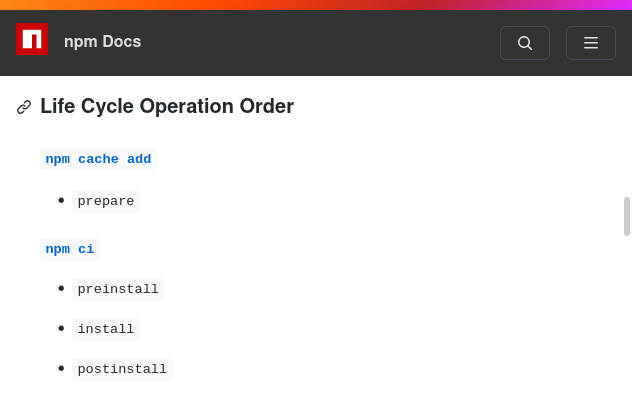 npm Docs
Life Cycle Operation Order
npm cache add
prepare
npm ci
preinstall
install
postinstall